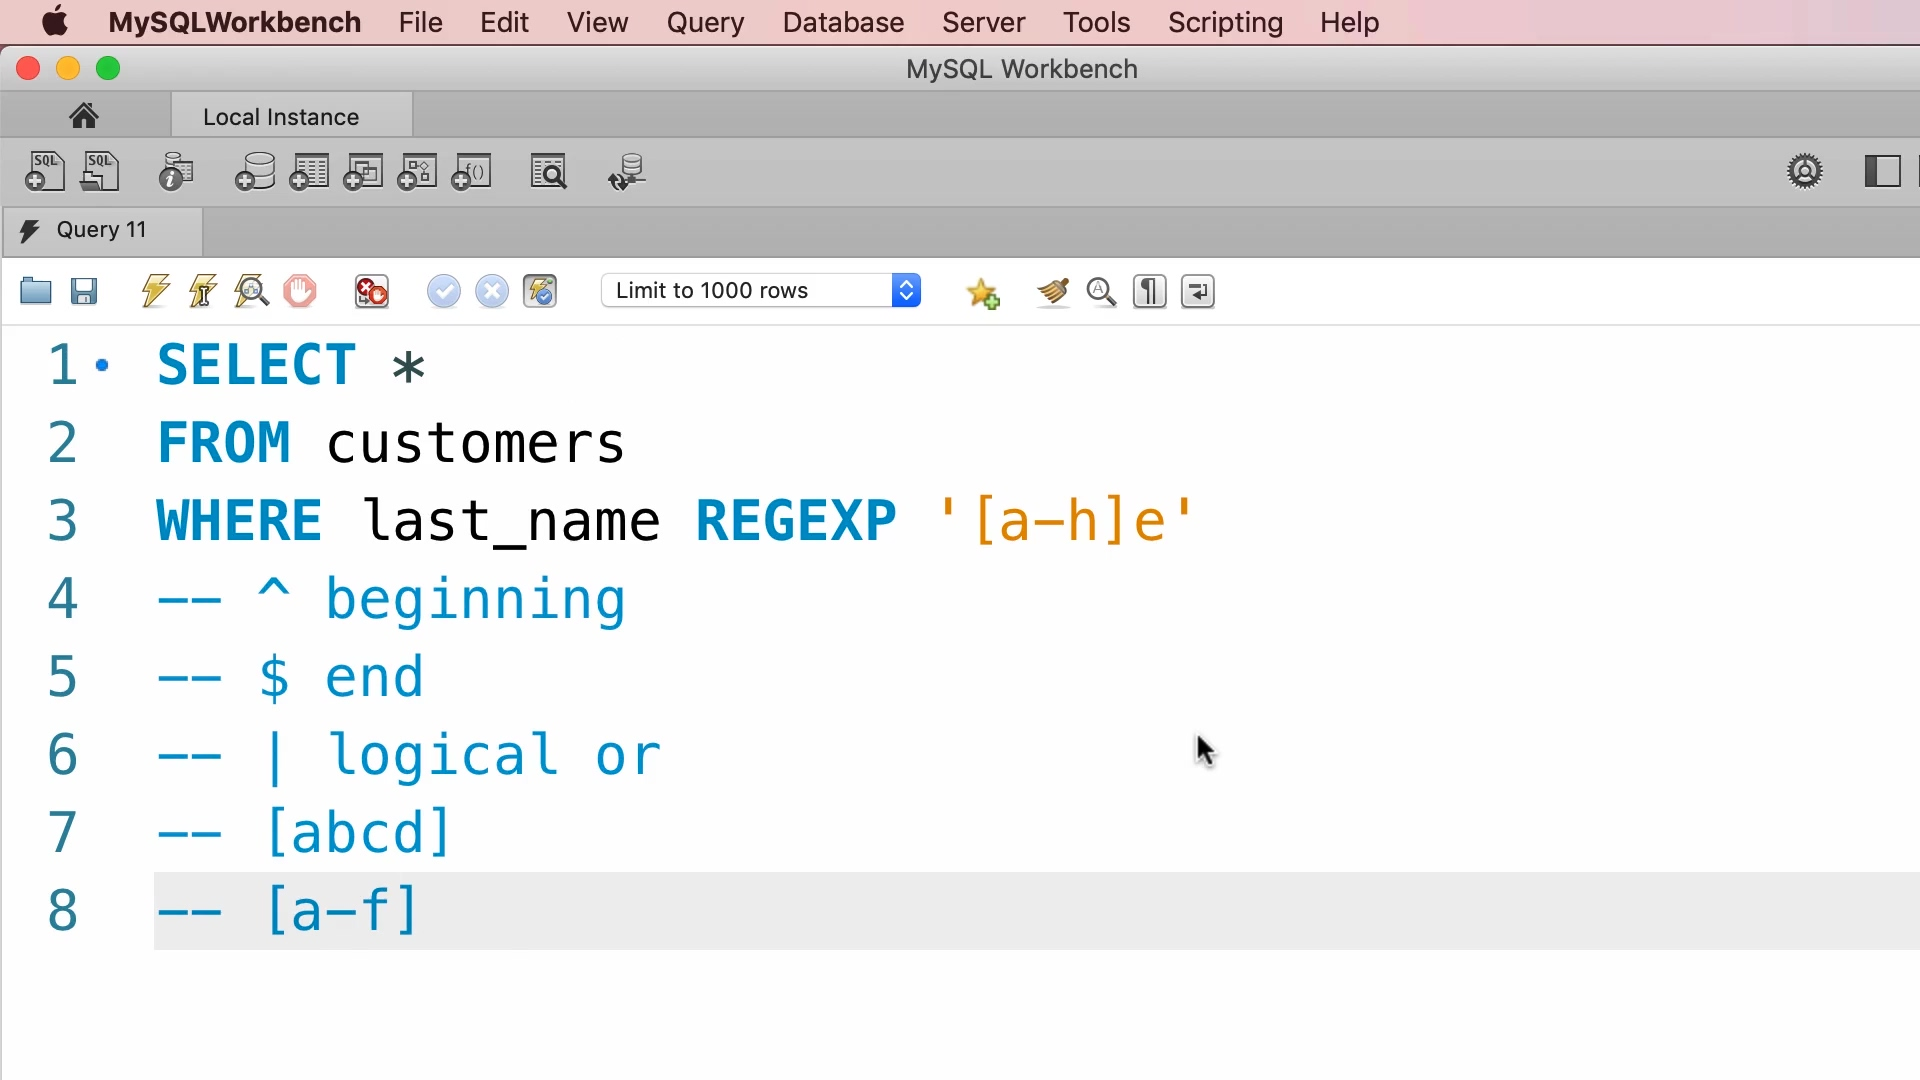 MySQLWorkbench File Edit View Query Database Server Tools Scripting Help
MySQL Workbench
Local Instance
SQL SQL
Query 11
Limit to 1000 rows
1 SELECT *
2 FROM customers
3 WHERE last_name REGEXP '[a-h]e'
4 -- ^ beginning
5 -- $ end
6 -- | logical or
7 -- [abcd]
8 -- [a-f]